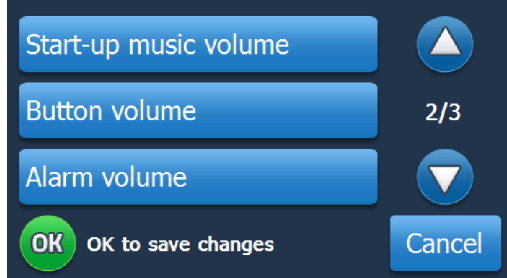 Start-up music volume
Button volume
2/3
Alarm volume
OK
OK to save changes
Cancel